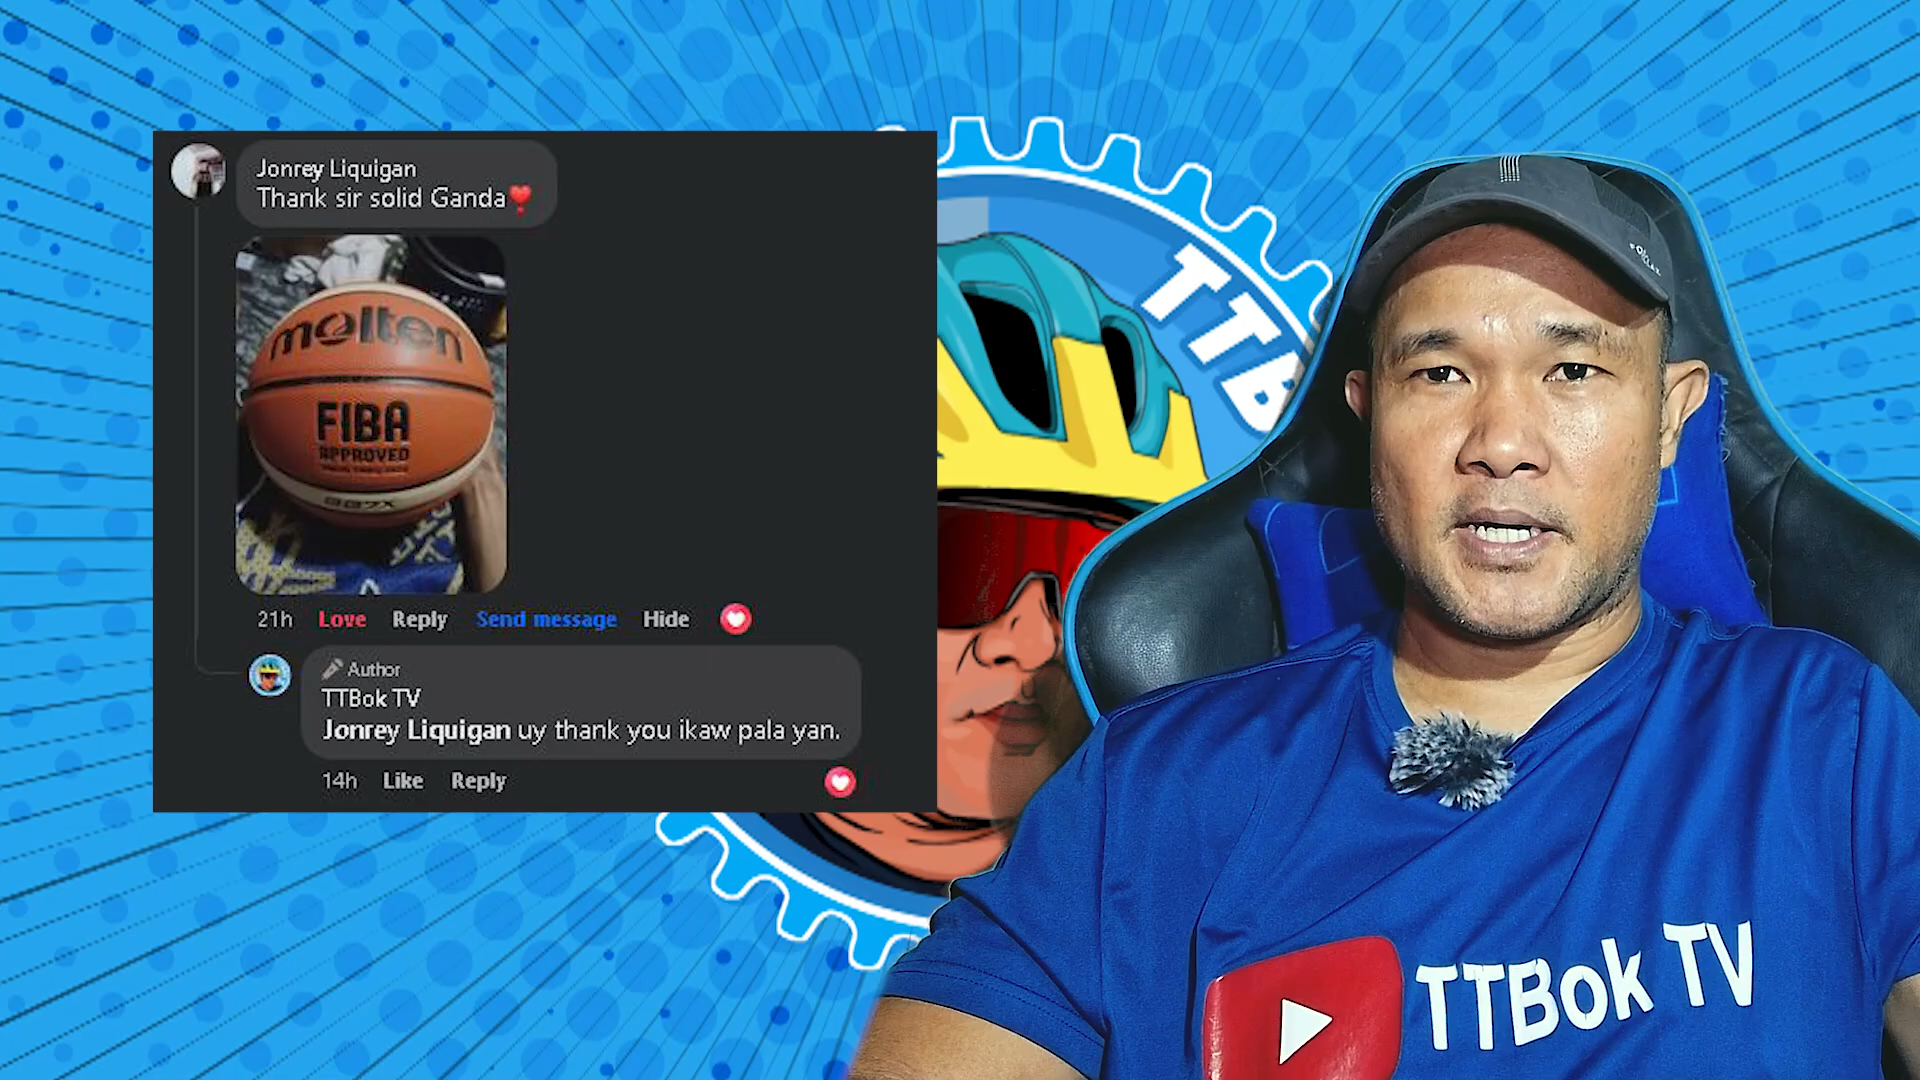 Jonrey Liquigan
Thank sir solid Ganda
molten
FIBA
APPROVED
GG7X
21h Love Reply Send message Hide
Author
TTBok TV
Jonrey Liquigan uy thank you ikaw pala yan.
14h Like Reply
TTB
TTBok TV